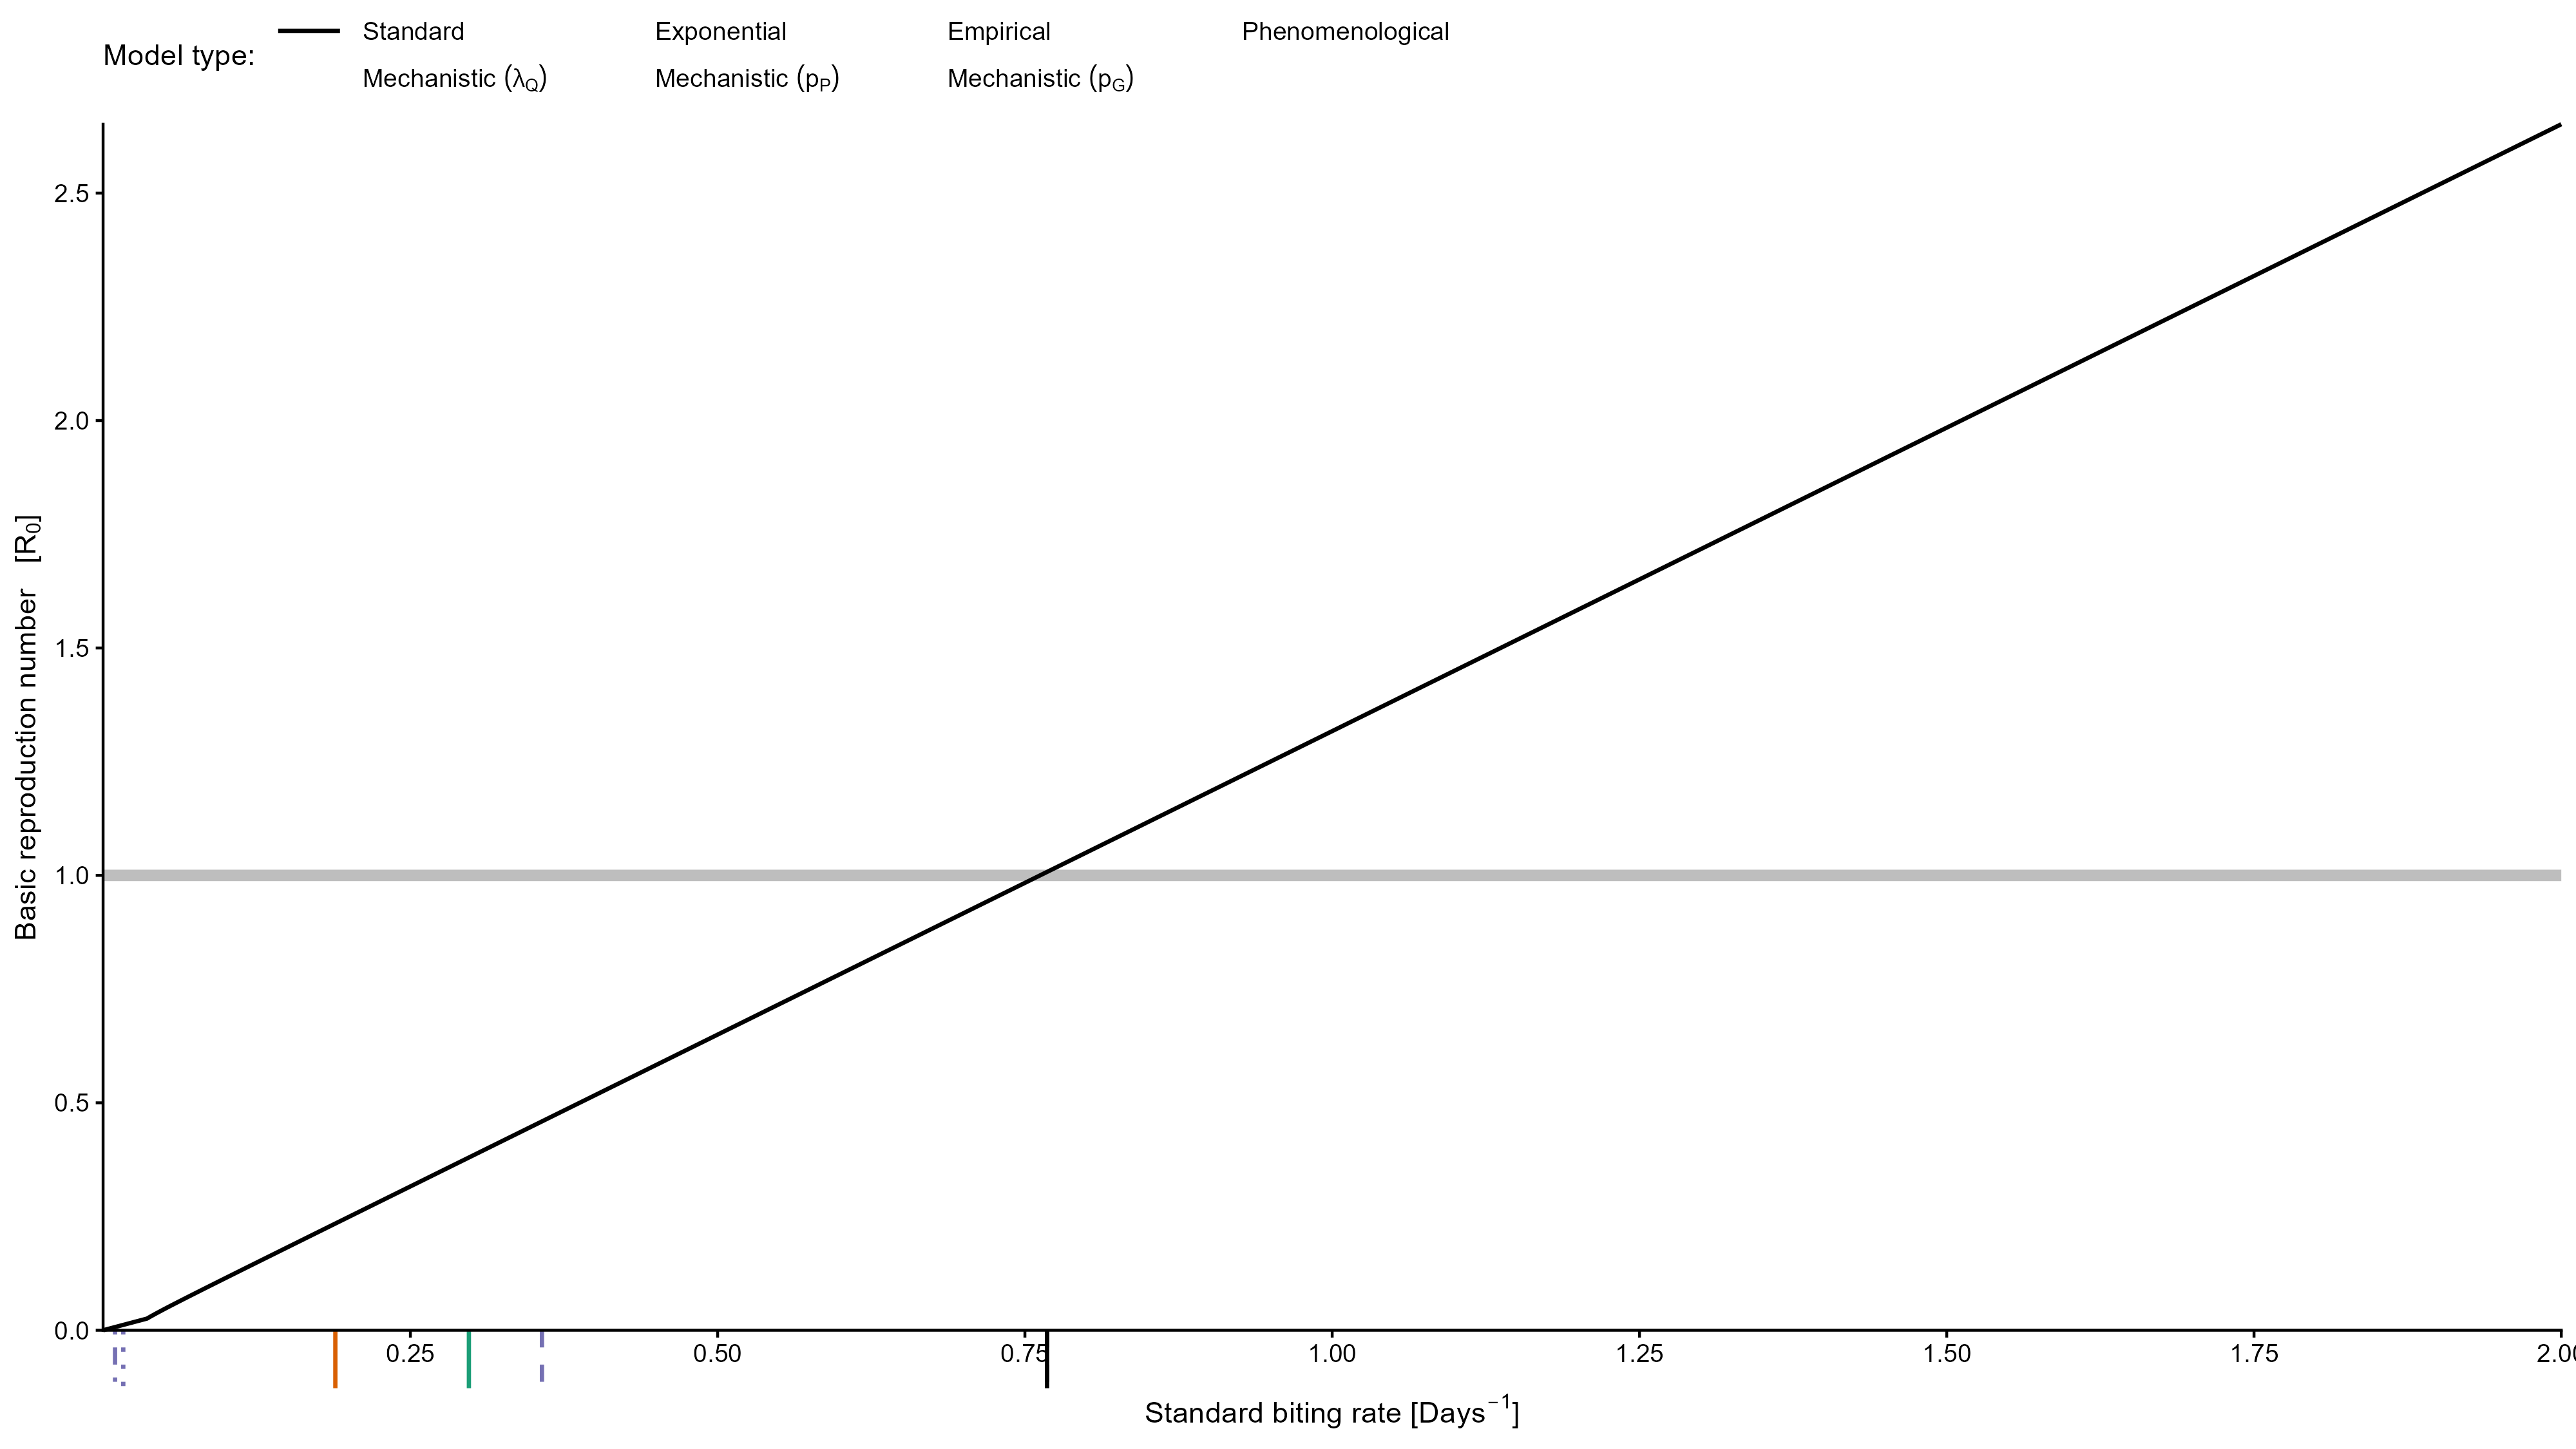 Model type:
Standard Exponential Empirical Phenomenological
Mechanistic (λQ) Mechanistic (pP) Mechanistic (pG)
2.5
2.0
1.5
1.0
0.5
0.0
Basic reproduction number [R0]
0.25 0.50 0.75 1.00 1.25 1.50 1.75 2.00
Standard biting rate [Days−1]